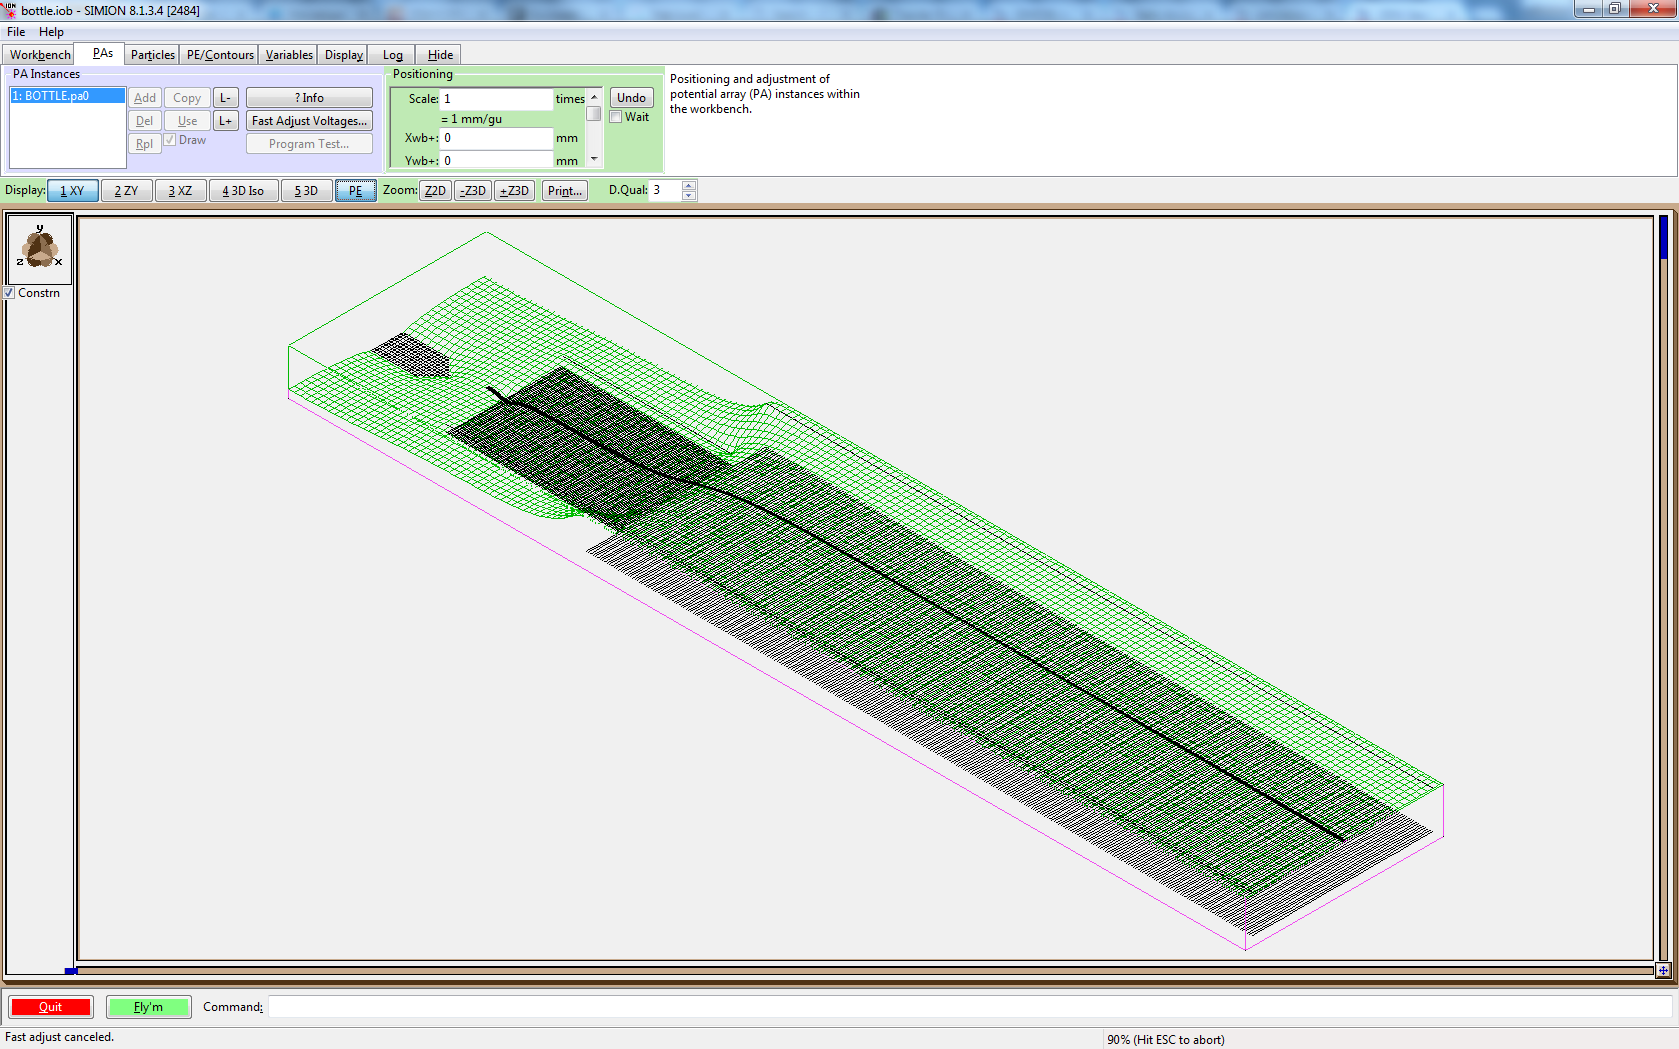 bottle.iob - SIMION 8.1.3.4 [2484]
File Help
Workbench PAs Particles PE/Contours Variables Display Log Hide
PA Instances
1: BOTTLE.pa0
Add Copy L- ? Info
Del Use L+ Fast Adjust Voltages...
Rpl Draw Program Test...
Positioning
Scale: 1 times
= 1 mm/gu
Xwb+: 0 mm
Ywb+: 0 mm
Undo
Wait
Positioning and adjustment of
potential array (PA) instances within
the workbench.
Display: 1 XY 2 ZY 3 XZ 4 3D Iso 5 3D PE Zoom: Z2D -Z3D +Z3D Print... D.Qual: 3
y
z x
Constrn
Quit Fly'm Command:
Fast adjust canceled.
90% (Hit ESC to abort)